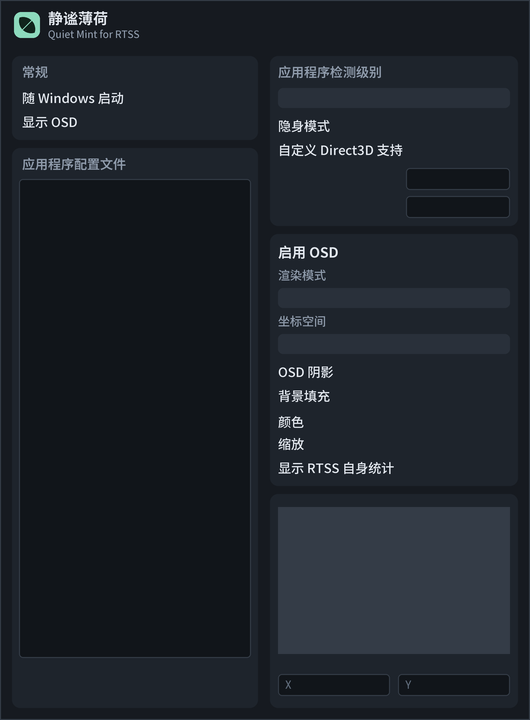 静谧薄荷
Quiet Mint for RTSS
常规
随 Windows 启动
显示 OSD
应用程序配置文件
应用程序检测级别
隐身模式
自定义 Direct3D 支持
启用 OSD
渲染模式
坐标空间
OSD 阴影
背景填充
颜色
缩放
显示 RTSS 自身统计
X
Y